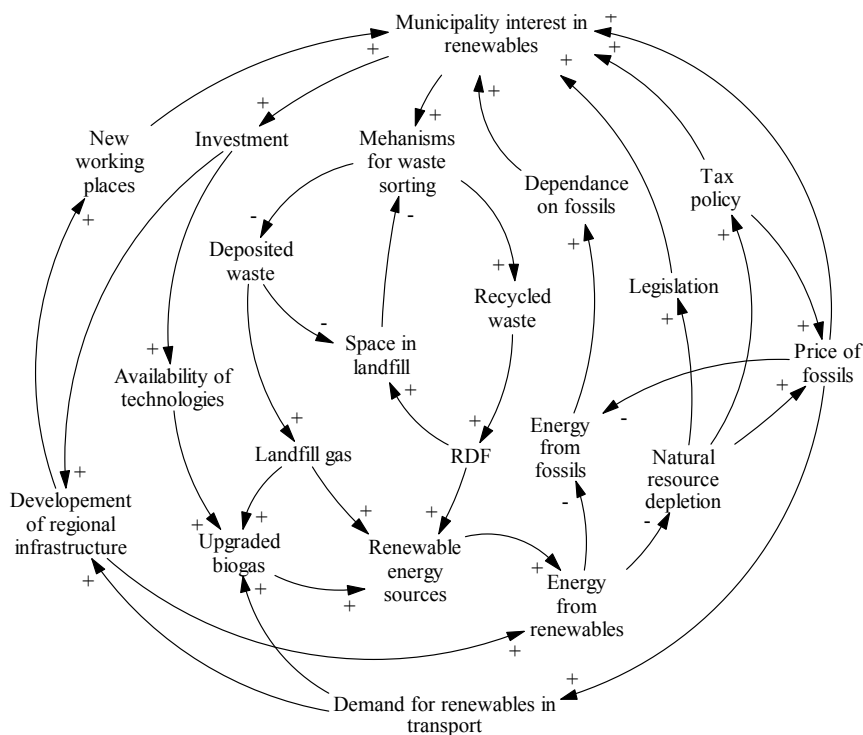 Municipality interest in
renewables
New
working
places
Investment
Mehanisms
for waste
sorting
Dependance
on fossils
Tax
policy
Deposited
waste
Recycled
waste
Legislation
Space in
landfill
Price of
fossils
Availability of
technologies
Landfill gas
RDF
Energy
from
fossils
Natural
resource
depletion
Developement
of regional
infrastructure
Upgraded
biogas
Renewable
energy
sources
Energy
from
renewables
Demand for renewables in
transport